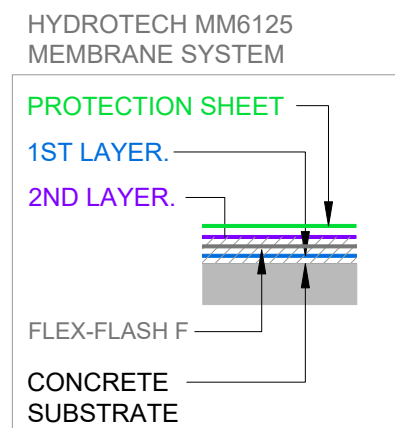 HYDROTECH MM6125
MEMBRANE SYSTEM
PROTECTION SHEET
1ST LAYER.
2ND LAYER.
FLEX-FLASH F
CONCRETE
SUBSTRATE